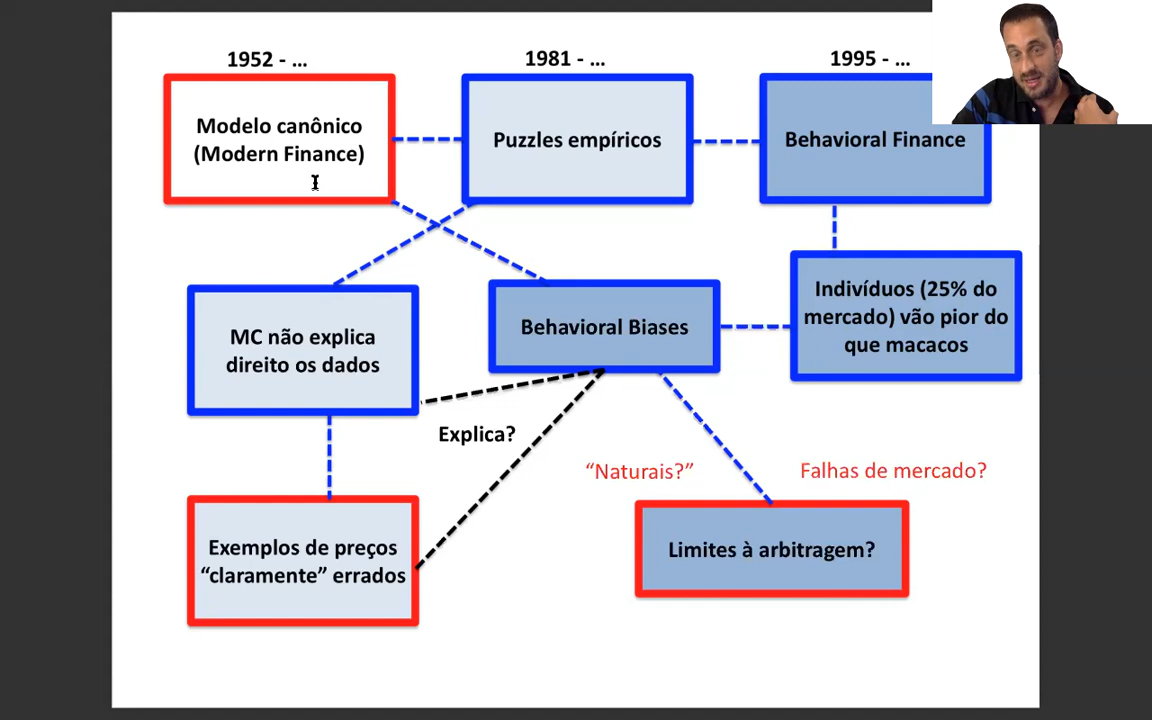 1952 - ...
1981 - ...
1995 - ...
Modelo canônico
(Modern Finance)
Puzzles empíricos
Behavioral Finance
MC não explica
direito os dados
Behavioral Biases
Indivíduos (25% do
mercado) vão pior do
que macacos
Explica?
“Naturais?”
Falhas de mercado?
Exemplos de preços
“claramente” errados
Limites à arbitragem?